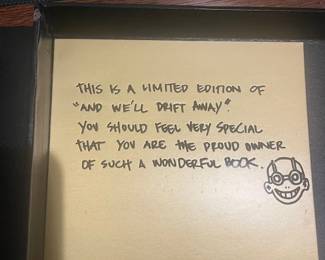 THIS IS A LIMITED EDITION OF
"AND WE'LL DRIFT AWAY".
YOU SHOULD FEEL VERY SPECIAL
THAT YOU ARE THE PROUD OWNER
OF SUCH A WONDERFUL BOOK.